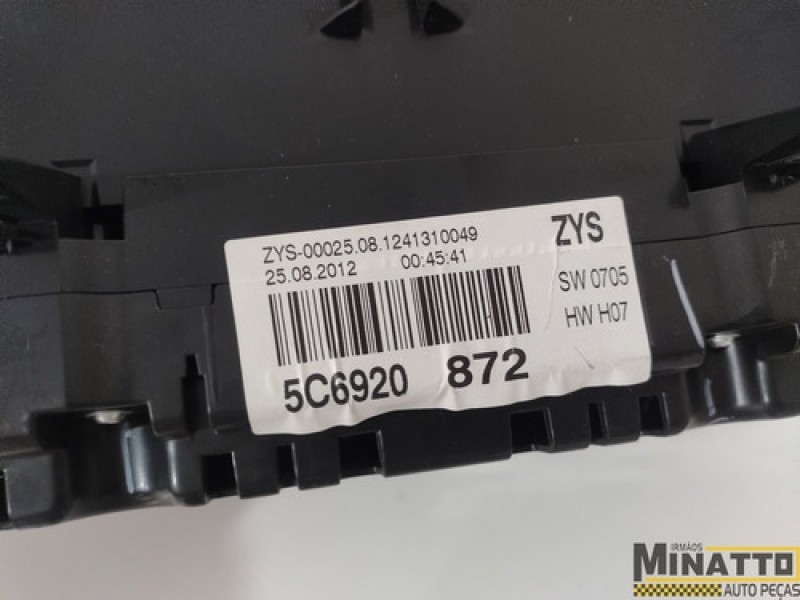 ZYS-00025.08.1241310049
ZYS
25.08.2012 00:45:41
SW 0705
HW H07
5C6920 872
IRMÃOS
MINATTO
AUTO PEÇAS